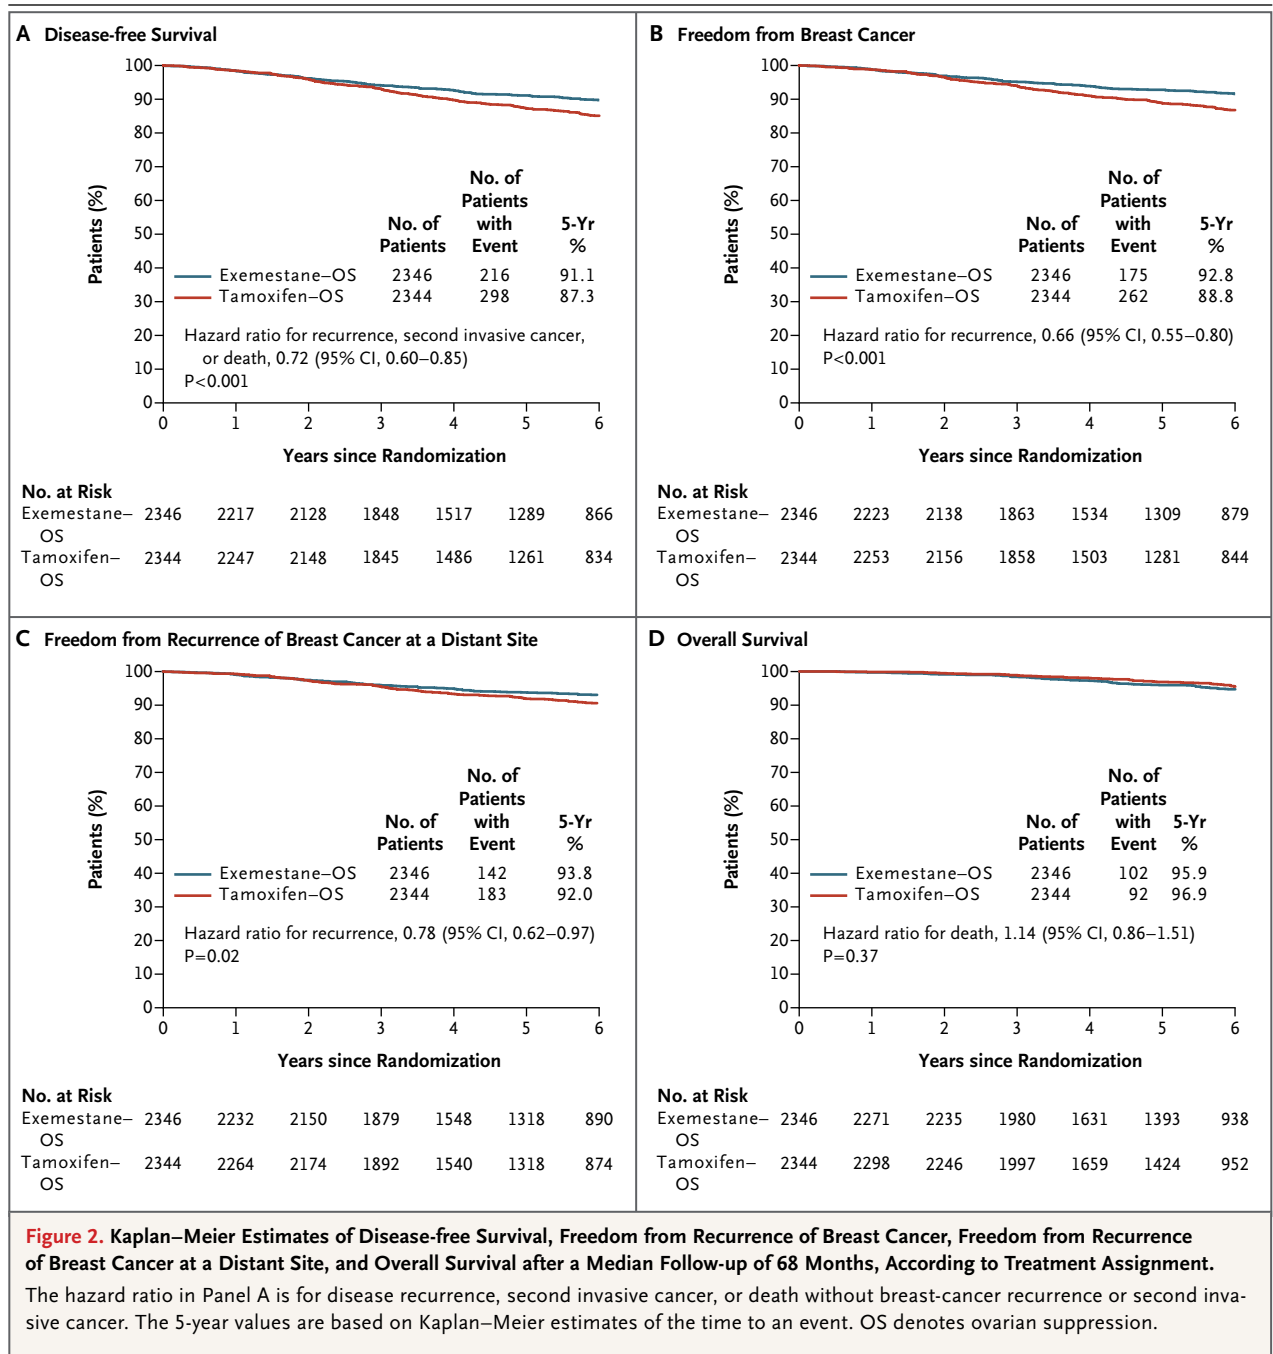 A Disease-free Survival
100
90
80
70
60
50
40
30
20
10
0
Patients (%)
No. of
Patients
No. of
Patients
with
Event
5-Yr
%
Exemestane–OS 2346 216 91.1
Tamoxifen–OS 2344 298 87.3
Hazard ratio for recurrence, second invasive cancer,
or death, 0.72 (95% CI, 0.60–0.85)
P<0.001
0 1 2 3 4 5 6
Years since Randomization
No. at Risk
Exemestane– 2346 2217 2128 1848 1517 1289 866
OS
Tamoxifen– 2344 2247 2148 1845 1486 1261 834
OS
B Freedom from Breast Cancer
100
90
80
70
60
50
40
30
20
10
0
Patients (%)
No. of
Patients
No. of
Patients
with
Event
5-Yr
%
Exemestane–OS 2346 175 92.8
Tamoxifen–OS 2344 262 88.8
Hazard ratio for recurrence, 0.66 (95% CI, 0.55–0.80)
P<0.001
0 1 2 3 4 5 6
Years since Randomization
No. at Risk
Exemestane– 2346 2223 2138 1863 1534 1309 879
OS
Tamoxifen– 2344 2253 2156 1858 1503 1281 844
OS
C Freedom from Recurrence of Breast Cancer at a Distant Site
100
90
80
70
60
50
40
30
20
10
0
Patients (%)
No. of
Patients
No. of
Patients
with
Event
5-Yr
%
Exemestane–OS 2346 142 93.8
Tamoxifen–OS 2344 183 92.0
Hazard ratio for recurrence, 0.78 (95% CI, 0.62–0.97)
P=0.02
0 1 2 3 4 5 6
Years since Randomization
No. at Risk
Exemestane– 2346 2232 2150 1879 1548 1318 890
OS
Tamoxifen– 2344 2264 2174 1892 1540 1318 874
OS
D Overall Survival
100
90
80
70
60
50
40
30
20
10
0
Patients (%)
No. of
Patients
No. of
Patients
with
Event
5-Yr
%
Exemestane–OS 2346 102 95.9
Tamoxifen–OS 2344 92 96.9
Hazard ratio for death, 1.14 (95% CI, 0.86–1.51)
P=0.37
0 1 2 3 4 5 6
Years since Randomization
No. at Risk
Exemestane– 2346 2271 2235 1980 1631 1393 938
OS
Tamoxifen– 2344 2298 2246 1997 1659 1424 952
OS
Figure 2. Kaplan–Meier Estimates of Disease-free Survival, Freedom from Recurrence of Breast Cancer, Freedom from Recurrence
of Breast Cancer at a Distant Site, and Overall Survival after a Median Follow-up of 68 Months, According to Treatment Assignment.
The hazard ratio in Panel A is for disease recurrence, second invasive cancer, or death without breast-cancer recurrence or second inva-
sive cancer. The 5-year values are based on Kaplan–Meier estimates of the time to an event. OS denotes ovarian suppression.